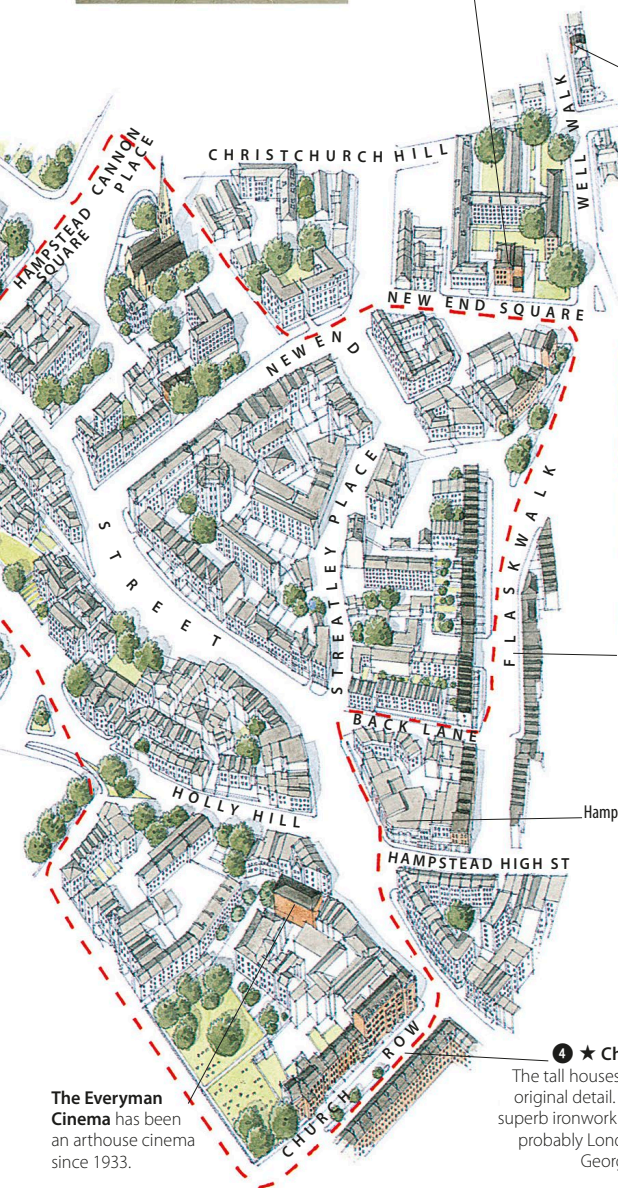 WELL WALK
CHRISTCHURCH HILL
CANNON
PLACE
HAMPSTEAD
SQUARE
NEW END SQUARE
NEW END
STREATLEY PLACE
FLASK WALK
STREET
BACK LANE
HOLLY HILL
Hamp
HAMPSTEAD HIGH ST
CHURCH ROW
The Everyman
Cinema has been
an arthouse cinema
since 1933.
4 ★ Ch
The tall houses
original detail.
superb ironwork
probably Lond
Georg